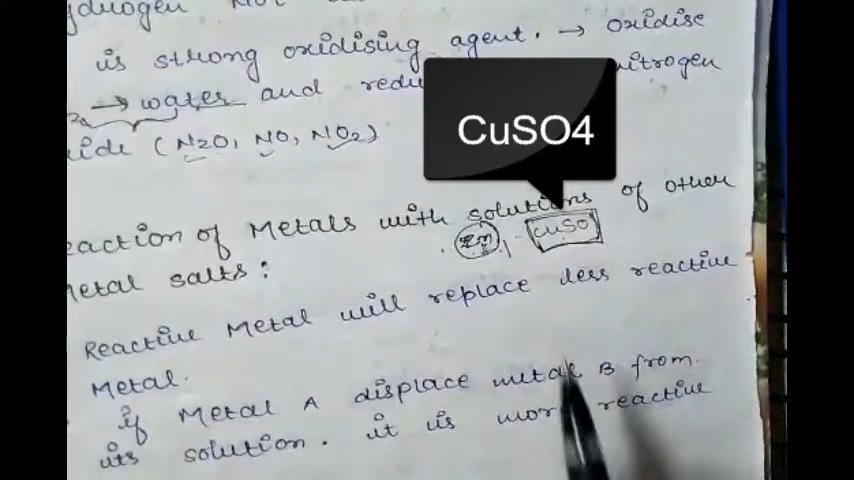 ydrogen Not
is strong oxidising agent. → oxidise
→ water and redu nitrogen
ide (N2O, NO, NO2)
CuSO4
eaction of Metals with solutions of other
Zn, CuSO
Metal salts:
Reactive Metal will replace less reactive
Metal.
if Metal A displace metal B from
its solution. it is more reactive